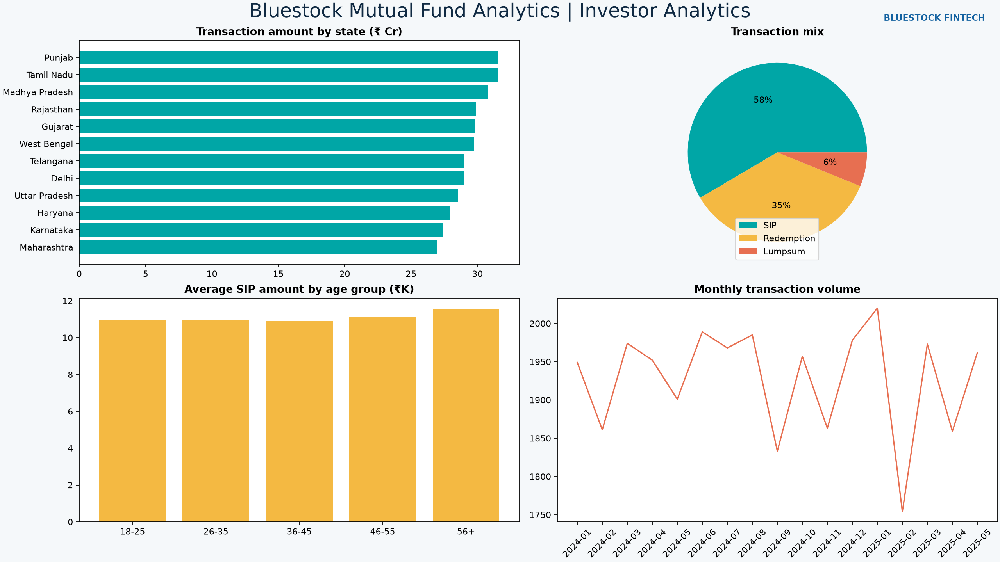 Bluestock Mutual Fund Analytics | Investor Analytics
BLUESTOCK FINTECH
Transaction amount by state (₹ Cr)
Punjab
Tamil Nadu
Madhya Pradesh
Rajasthan
Gujarat
West Bengal
Telangana
Delhi
Uttar Pradesh
Haryana
Karnataka
Maharashtra
0 5 10 15 20 25 30
Transaction mix
58%
6%
35%
SIP
Redemption
Lumpsum
Average SIP amount by age group (₹K)
12
10
8
6
4
2
0
18-25 26-35 36-45 46-55 56+
Monthly transaction volume
2000
1950
1900
1850
1800
1750
2024-01 2024-02 2024-03 2024-04 2024-05 2024-06 2024-07 2024-08 2024-09 2024-10 2024-11 2024-12 2025-01 2025-02 2025-03 2025-04 2025-05